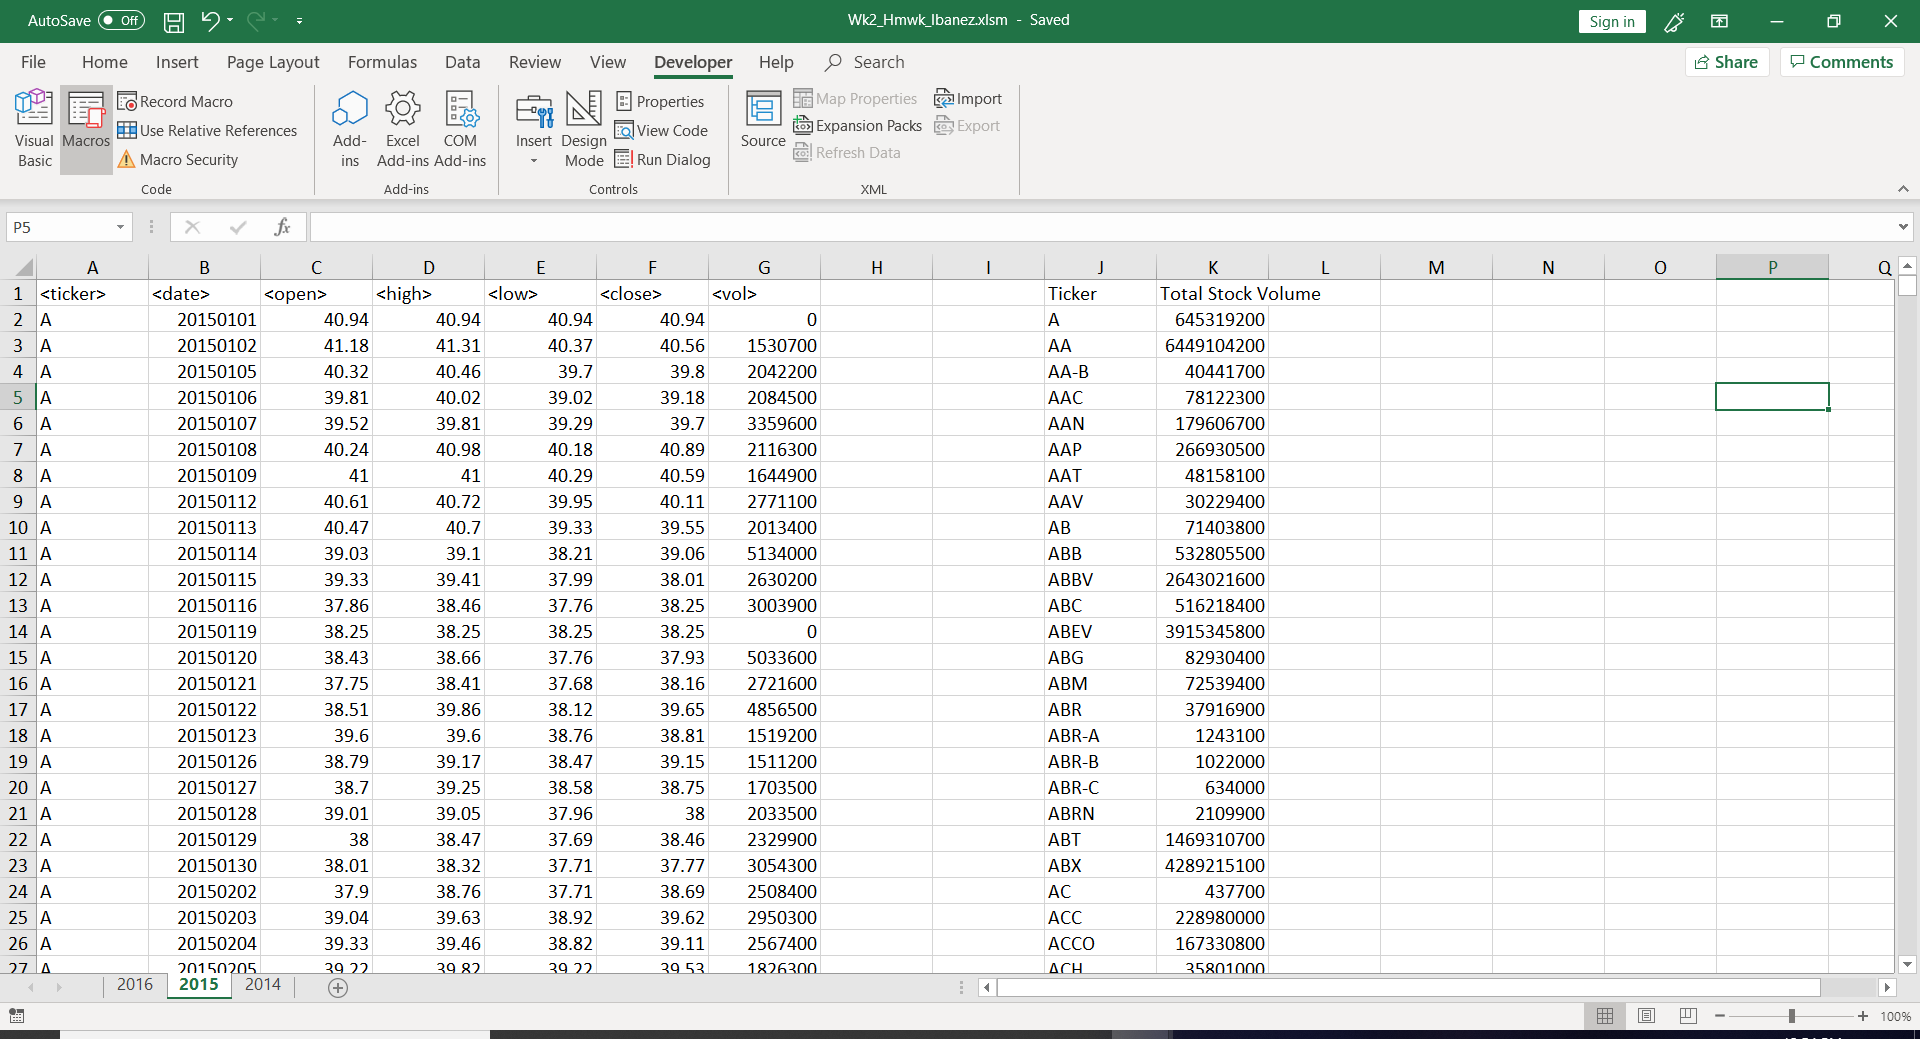 AutoSave Off Wk2_Hmwk_Ibanez.xlsm - Saved Sign in
File Home Insert Page Layout Formulas Data Review View Developer Help Search Share Comments
Visual Basic Macros Record Macro Use Relative References Macro Security
Add-ins Excel Add-ins COM Add-ins
Insert Design Mode Properties View Code Run Dialog
Source Map Properties Expansion Packs Refresh Data Import Export
Code Add-ins Controls XML
P5 fx
A B C D E F G H I J K L M N O P Q
1 <ticker> <date> <open> <high> <low> <close> <vol> Ticker Total Stock Volume
2 A 20150101 40.94 40.94 40.94 40.94 0 A 645319200
3 A 20150102 41.18 41.31 40.37 40.56 1530700 AA 6449104200
4 A 20150105 40.32 40.46 39.7 39.8 2042200 AA-B 40441700
5 A 20150106 39.81 40.02 39.02 39.18 2084500 AAC 78122300
6 A 20150107 39.52 39.81 39.29 39.7 3359600 AAN 179606700
7 A 20150108 40.24 40.98 40.18 40.89 2116300 AAP 266930500
8 A 20150109 41 41 40.29 40.59 1644900 AAT 48158100
9 A 20150112 40.61 40.72 39.95 40.11 2771100 AAV 30229400
10 A 20150113 40.47 40.7 39.33 39.55 2013400 AB 71403800
11 A 20150114 39.03 39.1 38.21 39.06 5134000 ABB 532805500
12 A 20150115 39.33 39.41 37.99 38.01 2630200 ABBV 2643021600
13 A 20150116 37.86 38.46 37.76 38.25 3003900 ABC 516218400
14 A 20150119 38.25 38.25 38.25 38.25 0 ABEV 3915345800
15 A 20150120 38.43 38.66 37.76 37.93 5033600 ABG 82930400
16 A 20150121 37.75 38.41 37.68 38.16 2721600 ABM 72539400
17 A 20150122 38.51 39.86 38.12 39.65 4856500 ABR 37916900
18 A 20150123 39.6 39.6 38.76 38.81 1519200 ABR-A 1243100
19 A 20150126 38.79 39.17 38.47 39.15 1511200 ABR-B 1022000
20 A 20150127 38.7 39.25 38.58 38.75 1703500 ABR-C 634000
21 A 20150128 39.01 39.05 37.96 38 2033500 ABRN 2109900
22 A 20150129 38 38.47 37.69 38.46 2329900 ABT 1469310700
23 A 20150130 38.01 38.32 37.71 37.77 3054300 ABX 4289215100
24 A 20150202 37.9 38.76 37.71 38.69 2508400 AC 437700
25 A 20150203 39.04 39.63 38.92 39.62 2950300 ACC 228980000
26 A 20150204 39.33 39.46 38.82 39.11 2567400 ACCO 167330800
27 A 20150205 39.22 39.82 39.22 39.53 1826300 ACH 35801000
2016 2015 2014
100%